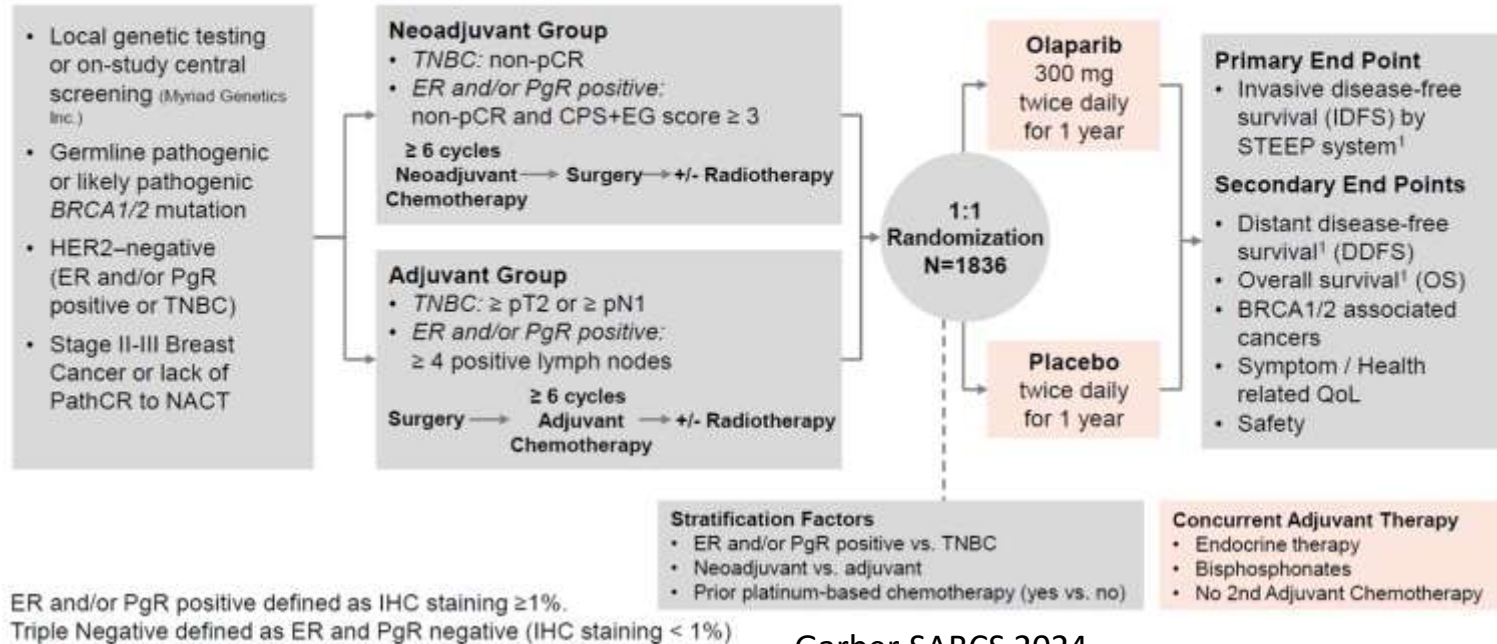 • Local genetic testing
or on-study central
screening (Myriad Genetics
Inc.)
• Germline pathogenic
or likely pathogenic
BRCA1/2 mutation
• HER2–negative
(ER and/or PgR
positive or TNBC)
• Stage II-III Breast
Cancer or lack of
PathCR to NACT
Neoadjuvant Group
• TNBC: non-pCR
• ER and/or PgR positive:
non-pCR and CPS+EG score ≥ 3
≥ 6 cycles
Neoadjuvant Surgery +/- Radiotherapy
Chemotherapy
Adjuvant Group
• TNBC: ≥ pT2 or ≥ pN1
• ER and/or PgR positive:
≥ 4 positive lymph nodes
≥ 6 cycles
Surgery Adjuvant +/- Radiotherapy
Chemotherapy
1:1
Randomization
N=1836
Olaparib
300 mg
twice daily
for 1 year
Placebo
twice daily
for 1 year
Primary End Point
• Invasive disease-free
survival (IDFS) by
STEEP system¹
Secondary End Points
• Distant disease-free
survival¹ (DDFS)
• Overall survival¹ (OS)
• BRCA1/2 associated
cancers
• Symptom / Health
related QoL
• Safety
Stratification Factors
• ER and/or PgR positive vs. TNBC
• Neoadjuvant vs. adjuvant
• Prior platinum-based chemotherapy (yes vs. no)
Concurrent Adjuvant Therapy
• Endocrine therapy
• Bisphosphonates
• No 2nd Adjuvant Chemotherapy
ER and/or PgR positive defined as IHC staining ≥1%.
Triple Negative defined as ER and PgR negative (IHC staining < 1%)